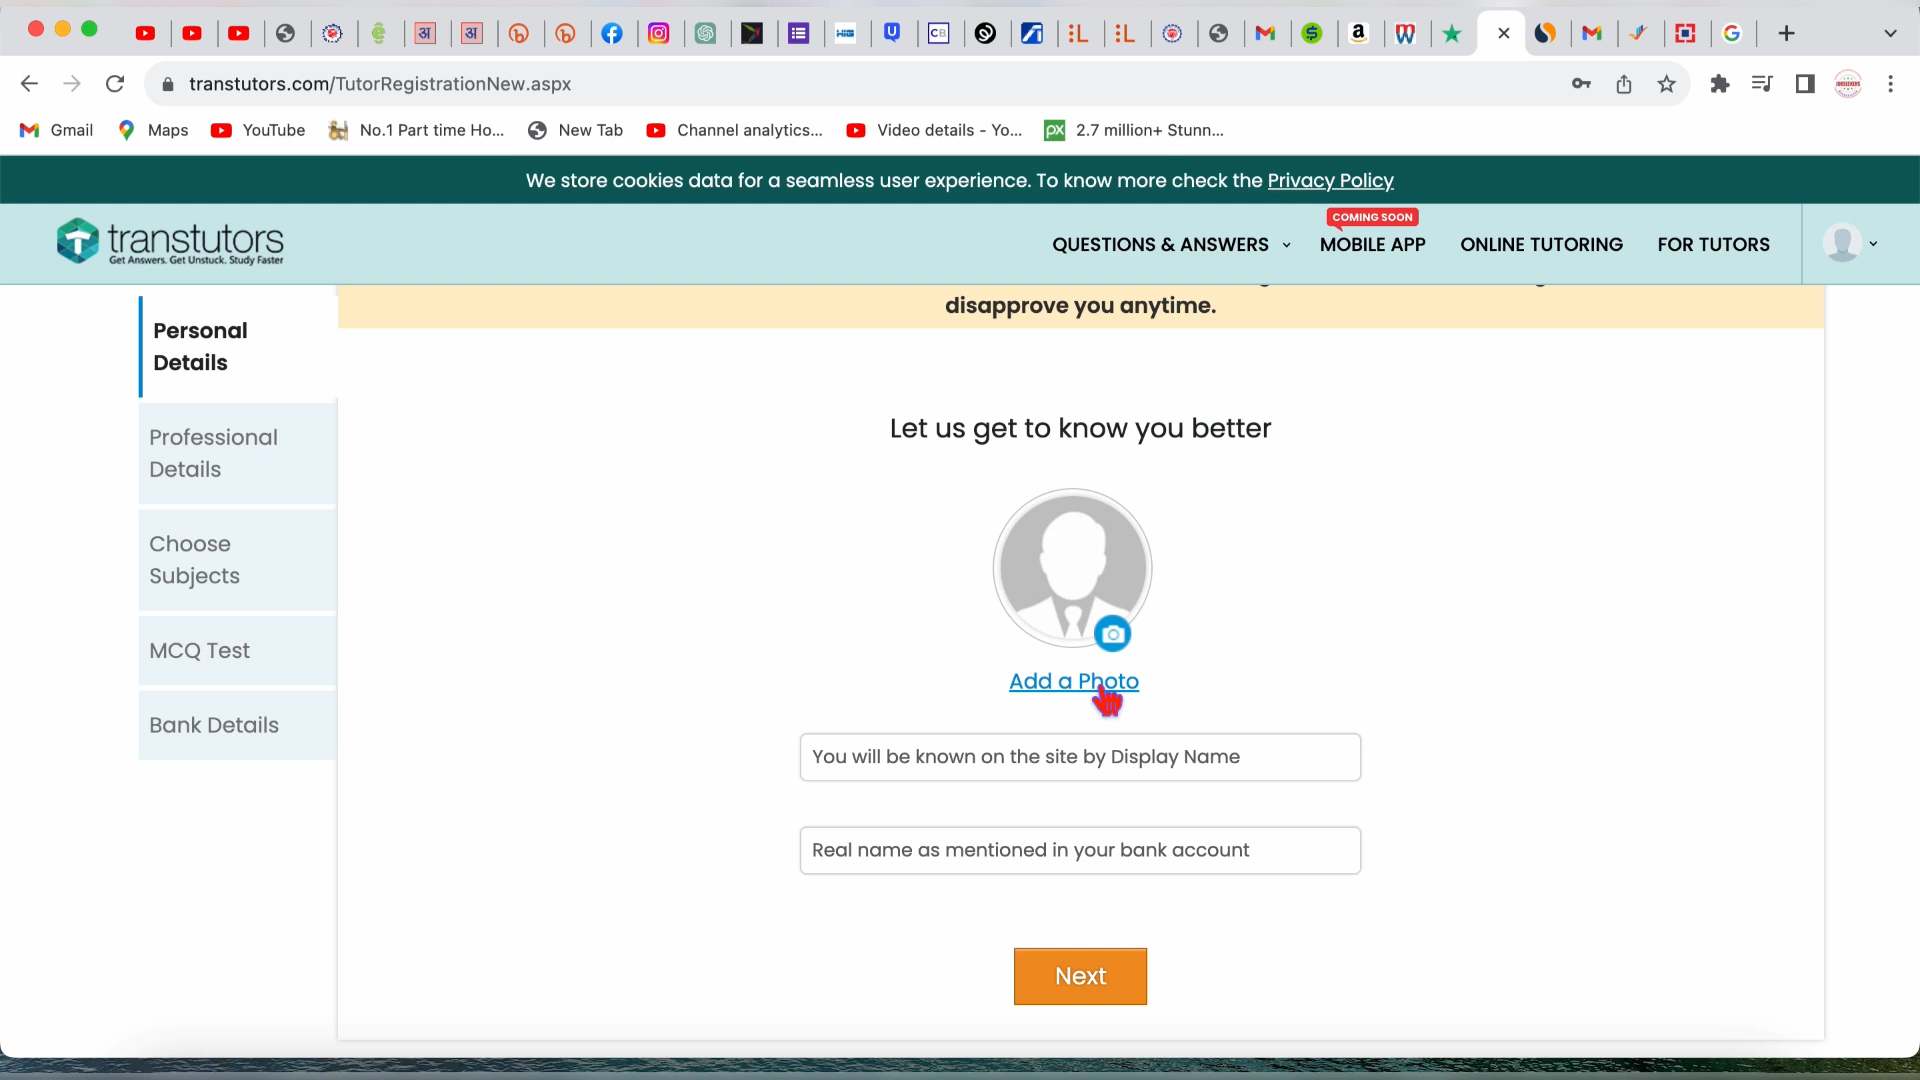 transtutors.com/TutorRegistrationNew.aspx
Gmail Maps YouTube No.1 Part time Ho... New Tab Channel analytics... Video details - Yo... 2.7 million+ Stunn...
We store cookies data for a seamless user experience. To know more check the Privacy Policy
transtutors
Get Answers. Get Unstuck. Study Faster
COMING SOON
QUESTIONS & ANSWERS MOBILE APP ONLINE TUTORING FOR TUTORS
disapprove you anytime.
Personal
Details
Professional
Details
Choose
Subjects
MCQ Test
Bank Details
Let us get to know you better
Add a Photo
You will be known on the site by Display Name
Real name as mentioned in your bank account
Next